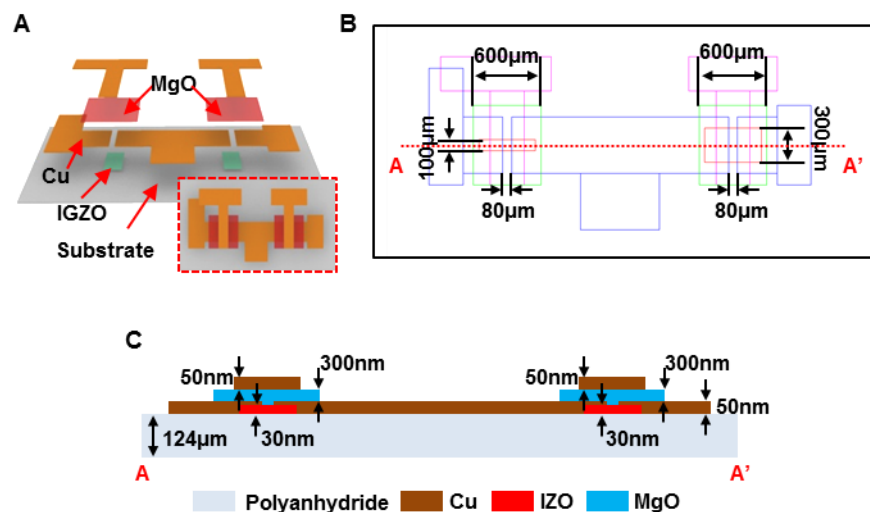 A
MgO
Cu
IGZO
Substrate
B
600µm
600µm
100µm
300µm
A
A'
80µm
80µm
C
50nm
300nm
50nm
300nm
50nm
124µm
30nm
30nm
A
A'
Polyanhydride Cu IZO MgO